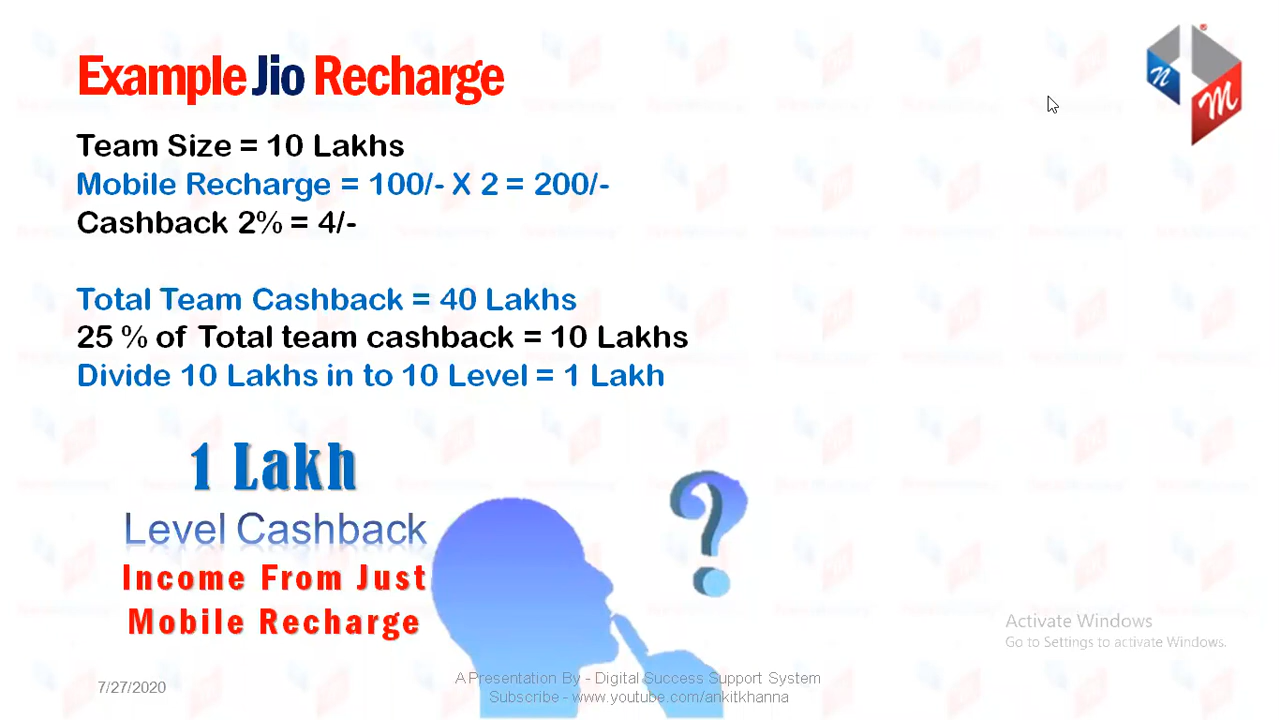 Example Jio Recharge
Team Size = 10 Lakhs
Mobile Recharge = 100/- X 2 = 200/-
Cashback 2% = 4/-
Total Team Cashback = 40 Lakhs
25 % of Total team cashback = 10 Lakhs
Divide 10 Lakhs in to 10 Level = 1 Lakh
1 Lakh
Level Cashback
Income From Just
Mobile Recharge
?
n M
Activate Windows
Go to Settings to activate Windows.
7/27/2020
A Presentation By - Digital Success Support System
Subscribe - www.youtube.com/ankitkhanna